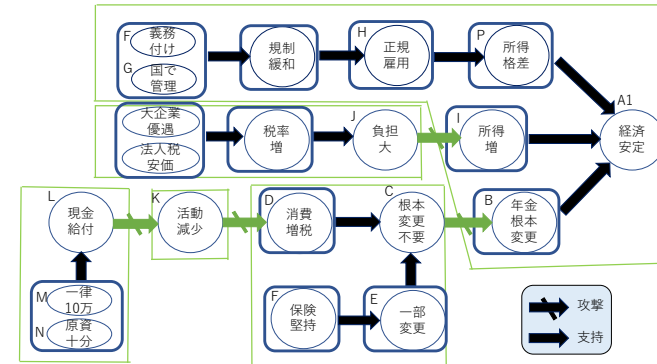 F
義務
付け
G
国で
管理
規制
緩和
H
正規
雇用
P
所得
格差
A1
経済
安定
大企業
優遇
法人税
安価
税率
増
J
負担
大
I
所得
増
L
現金
給付
K
活動
減少
D
消費
増税
C
根本
変更
不要
B
年金
根本
変更
M
一律
10万
N
原資
十分
F
保険
堅持
E
一部
変更
攻撃
支持